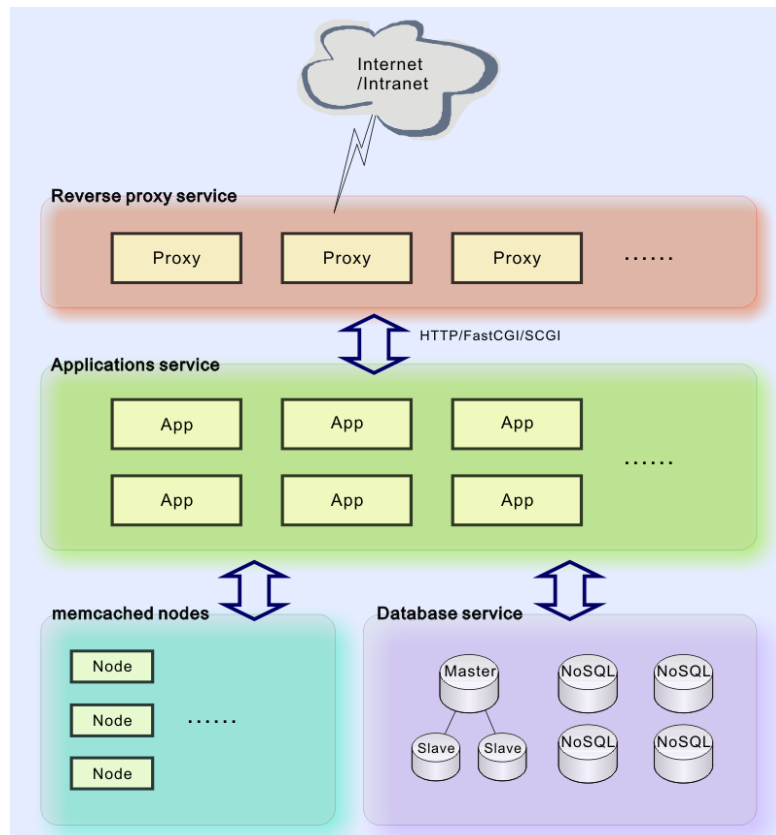 Internet
/Intranet
Reverse proxy service
Proxy
Proxy
Proxy
......
HTTP/FastCGI/SCGI
Applications service
App
App
App
......
App
App
App
memcached nodes
Node
Node
......
Node
Database service
Master
NoSQL
NoSQL
Slave
Slave
NoSQL
NoSQL